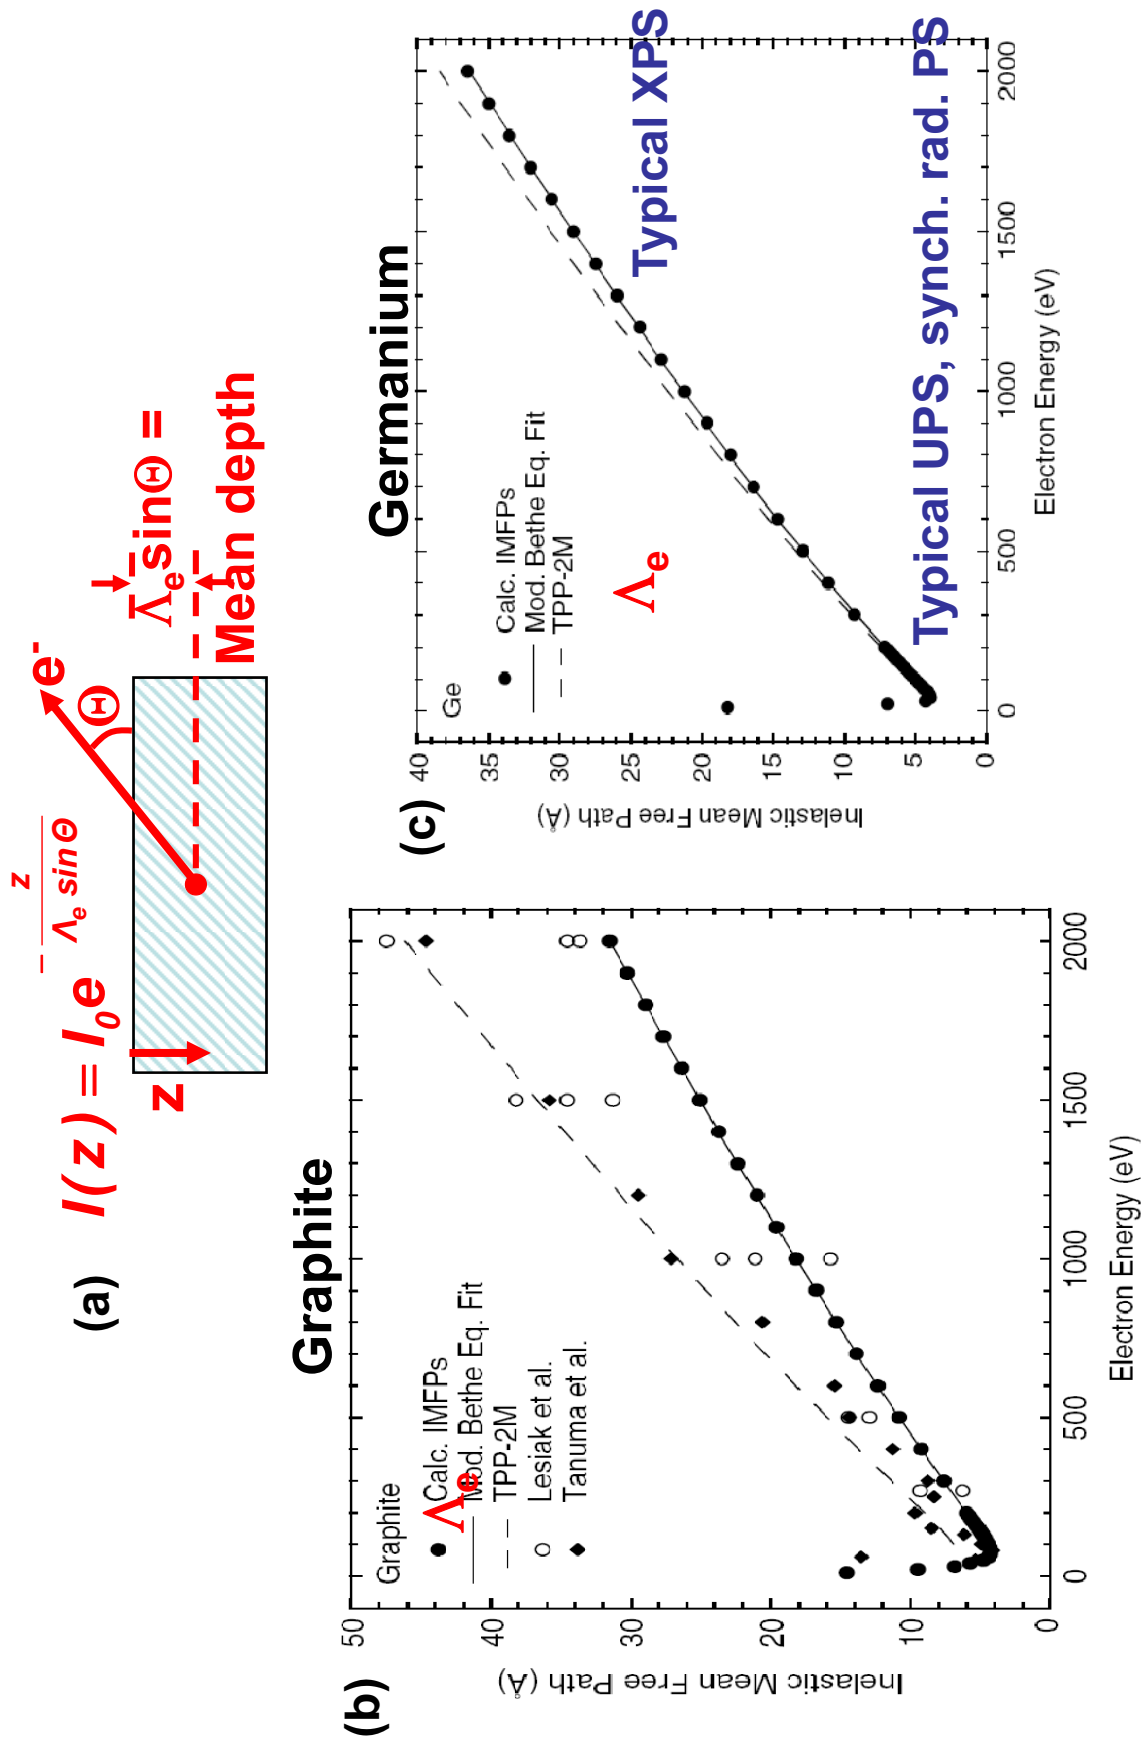 (a)
I(z) = I₀e
− z
Λe sinΘ
z
e-
Θ
Λ̄e sinΘ =
Mean depth
Graphite
(b)
Graphite
Calc. IMFPs
Mod. Bethe Eq. Fit
TPP-2M
Lesiak et al.
Tanuma et al.
Λe
Inelastic Mean Free Path (Å)
50
40
30
20
10
0
0 500 1000 1500 2000
Electron Energy (eV)
Germanium
(c)
Ge
Calc. IMFPs
Mod. Bethe Eq. Fit
TPP-2M
Λe
Typical XPS
Typical UPS, synch. rad. PS
Inelastic Mean Free Path (Å)
40
35
30
25
20
15
10
5
0
0 500 1000 1500 2000
Electron Energy (eV)